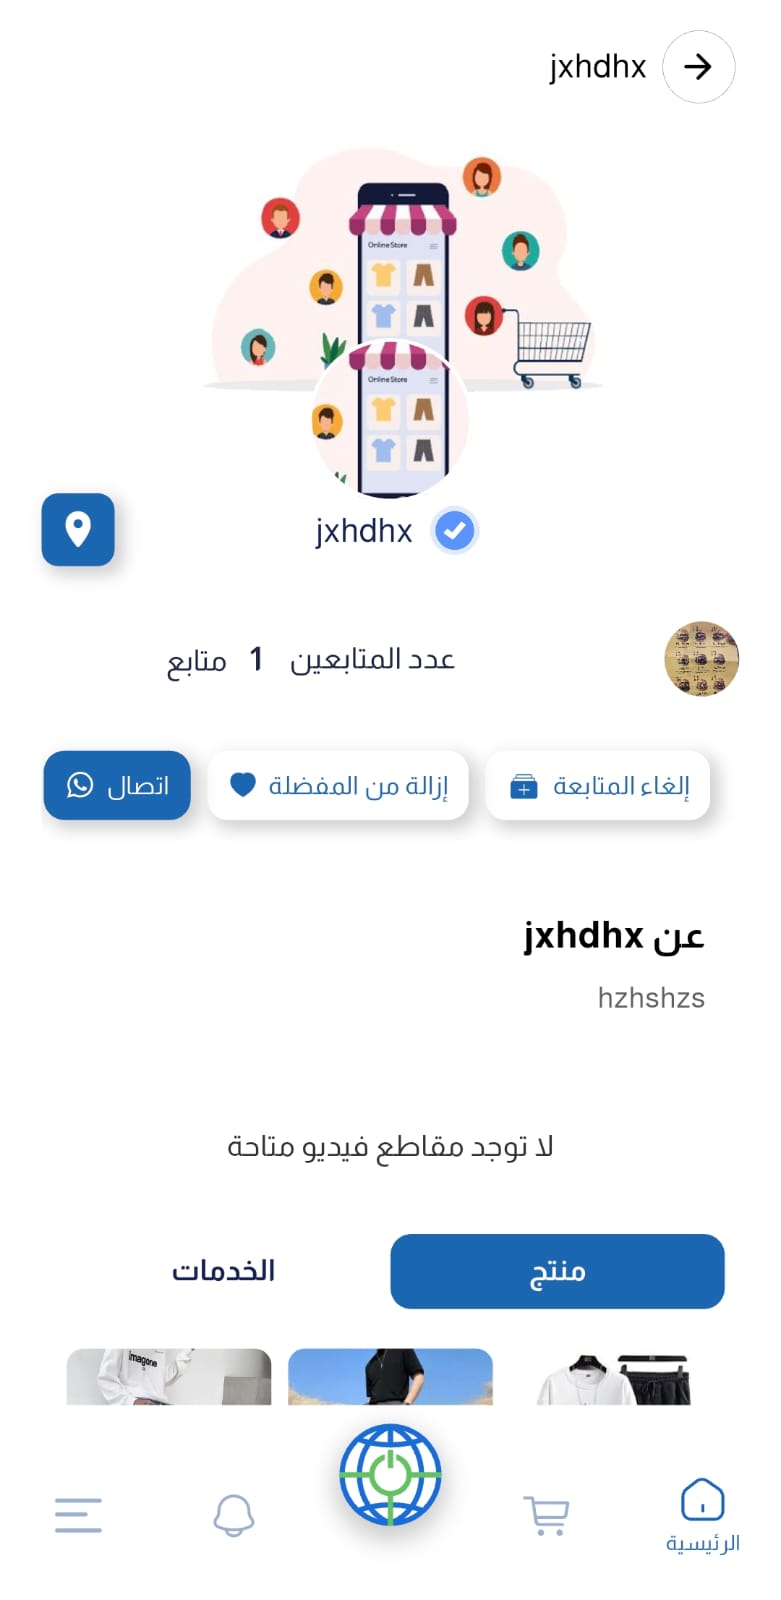 jxhdhx
Online Store
Online Store
jxhdhx
عدد المتابعين 1 متابع
إلغاء المتابعة
إزالة من المفضلة
اتصال
عن jxhdhx
hzhshzs
لا توجد مقاطع فيديو متاحة
منتج
الخدمات
imagone
الرئيسية